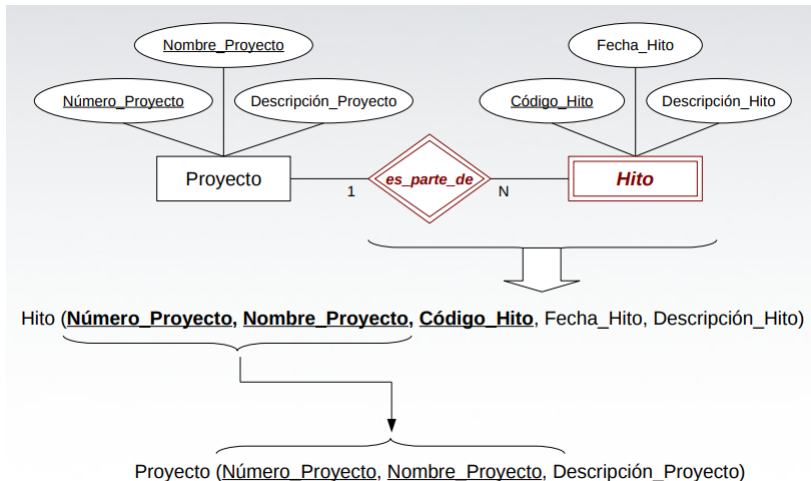 Nombre_Proyecto
Fecha_Hito
Número_Proyecto
Descripción_Proyecto
Código_Hito
Descripción_Hito
Proyecto
es_parte_de
Hito
1
N
Hito (Número_Proyecto, Nombre_Proyecto, Código_Hito, Fecha_Hito, Descripción_Hito)
Proyecto (Número_Proyecto, Nombre_Proyecto, Descripción_Proyecto)